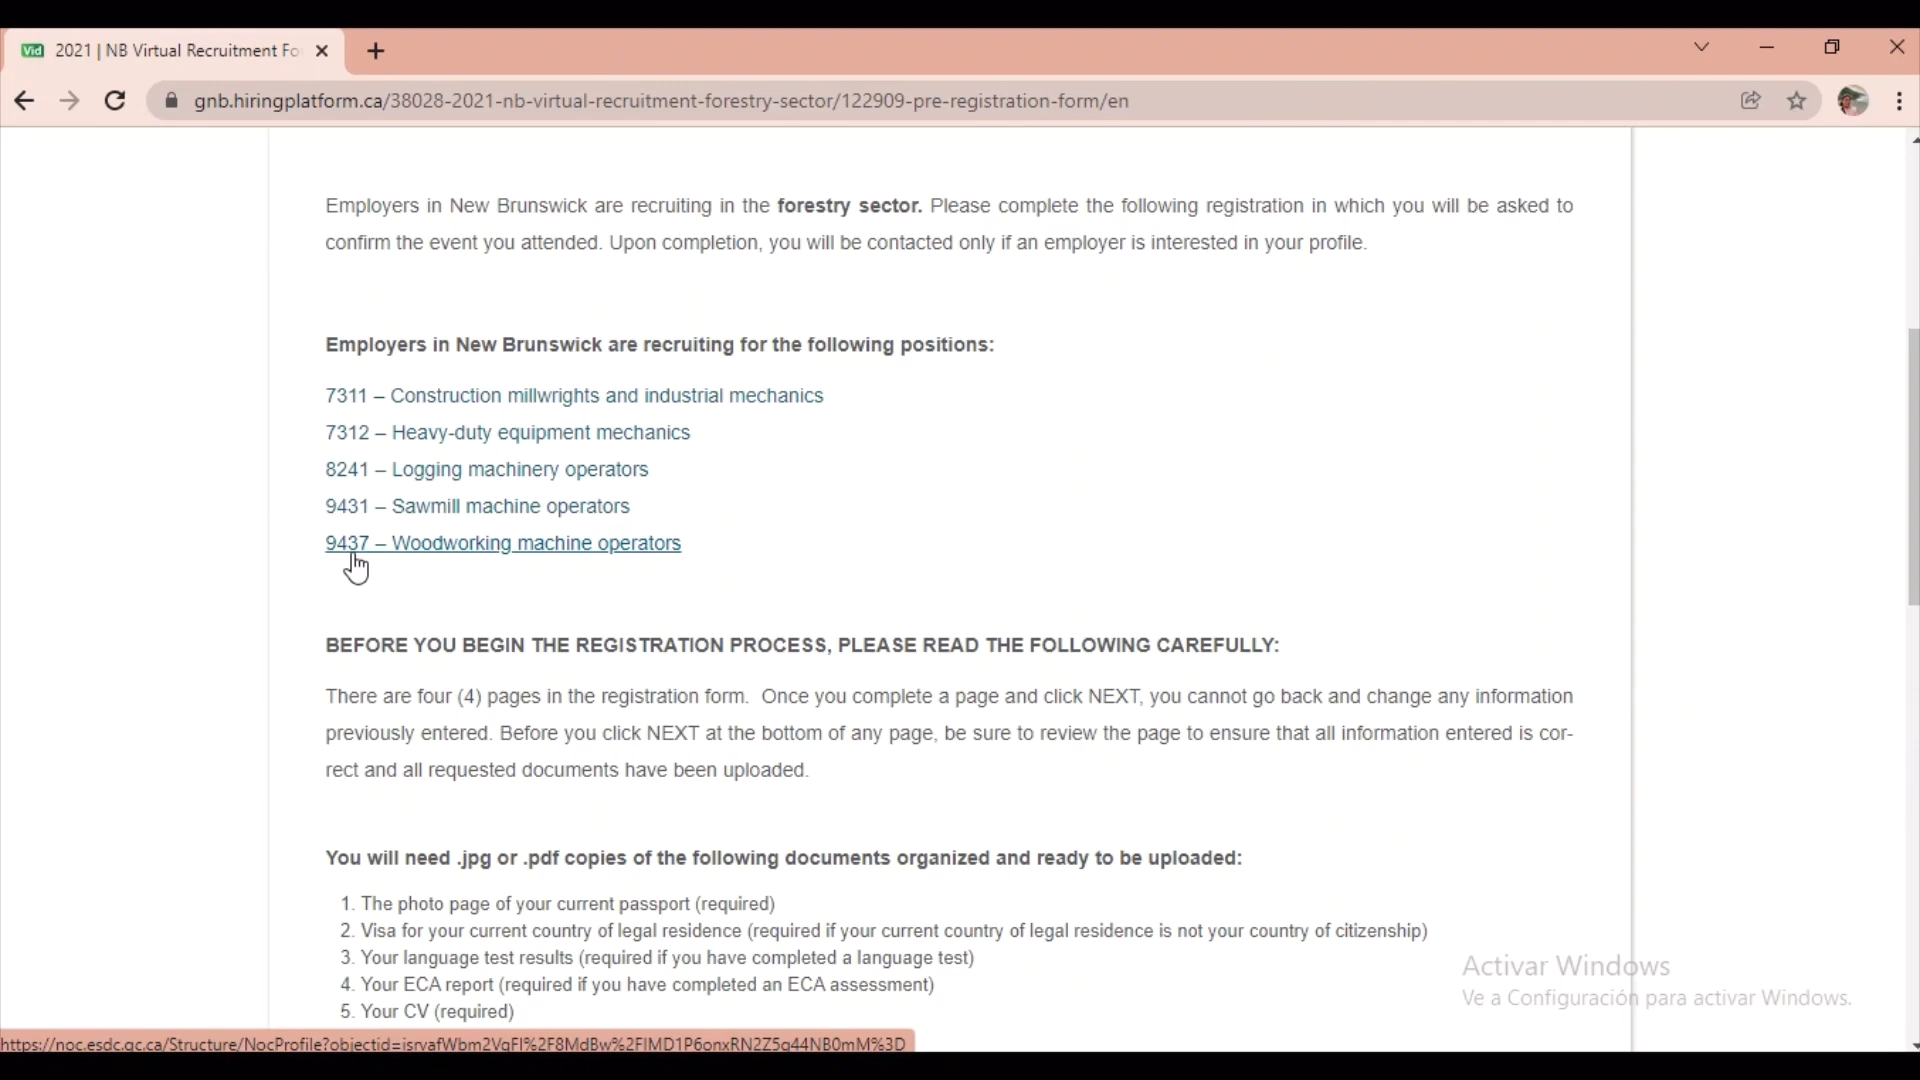 Vid 2021 | NB Virtual Recruitment Fo
gnb.hiringplatform.ca/38028-2021-nb-virtual-recruitment-forestry-sector/122909-pre-registration-form/en
Employers in New Brunswick are recruiting in the forestry sector. Please complete the following registration in which you will be asked to
confirm the event you attended. Upon completion, you will be contacted only if an employer is interested in your profile.
Employers in New Brunswick are recruiting for the following positions:
7311 – Construction millwrights and industrial mechanics
7312 – Heavy-duty equipment mechanics
8241 – Logging machinery operators
9431 – Sawmill machine operators
9437 – Woodworking machine operators
BEFORE YOU BEGIN THE REGISTRATION PROCESS, PLEASE READ THE FOLLOWING CAREFULLY:
There are four (4) pages in the registration form. Once you complete a page and click NEXT, you cannot go back and change any information
previously entered. Before you click NEXT at the bottom of any page, be sure to review the page to ensure that all information entered is cor-
rect and all requested documents have been uploaded.
You will need .jpg or .pdf copies of the following documents organized and ready to be uploaded:
1. The photo page of your current passport (required)
2. Visa for your current country of legal residence (required if your current country of legal residence is not your country of citizenship)
3. Your language test results (required if you have completed a language test)
4. Your ECA report (required if you have completed an ECA assessment)
5. Your CV (required)
Activar Windows
Ve a Configuración para activar Windows.